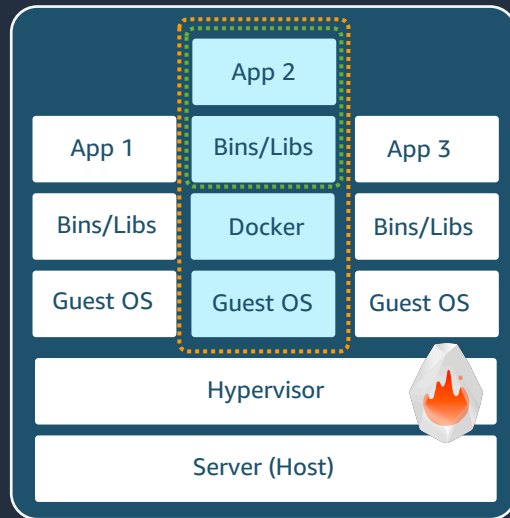 App 2
App 1
Bins/Libs
App 3
Bins/Libs
Docker
Bins/Libs
Guest OS
Guest OS
Guest OS
Hypervisor
Server (Host)